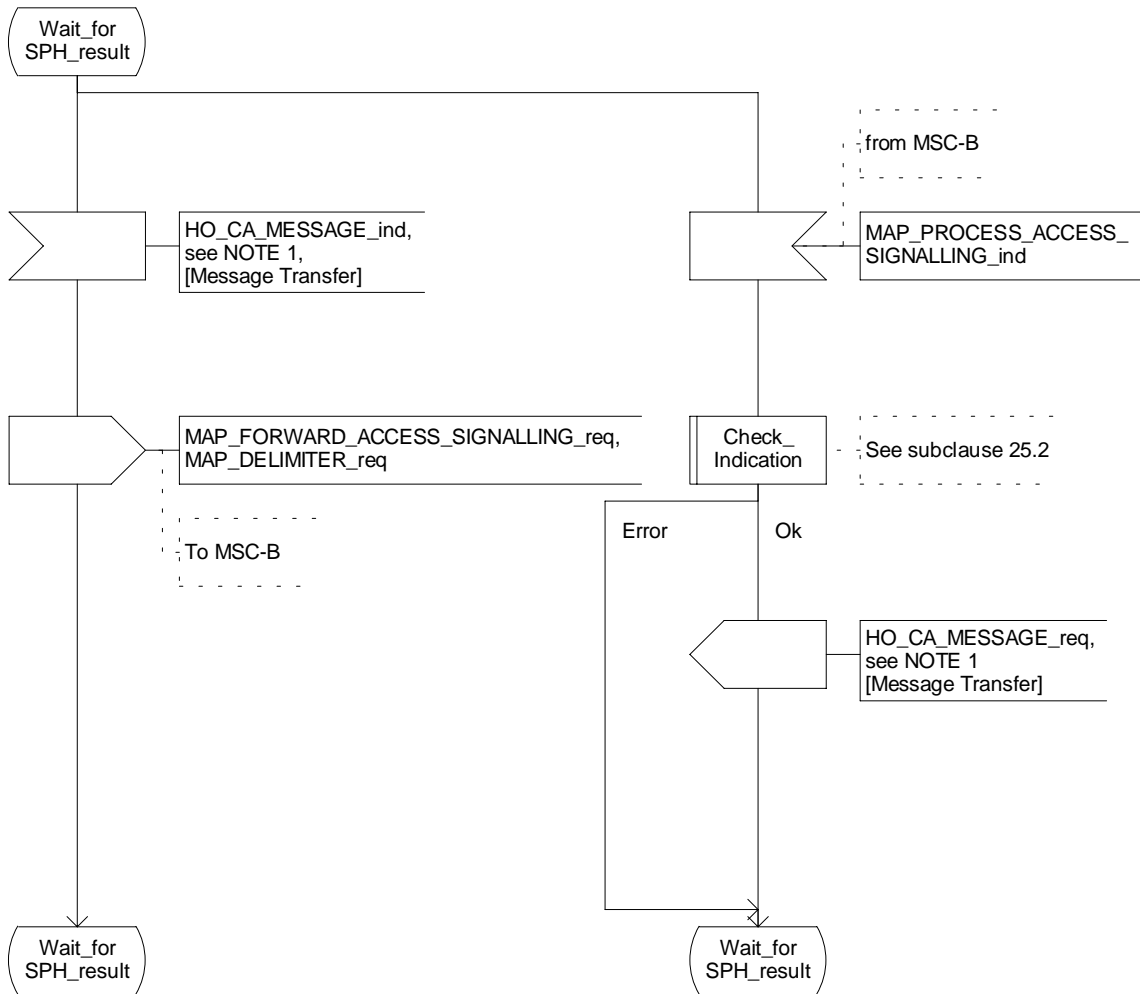 Wait_for
SPH_result
from MSC-B
HO_CA_MESSAGE_ind,
see NOTE 1,
[Message Transfer]
MAP_PROCESS_ACCESS_
SIGNALLING_ind
MAP_FORWARD_ACCESS_SIGNALLING_req,
MAP_DELIMITER_req
Check_
Indication
See subclause 25.2
To MSC-B
Error
Ok
HO_CA_MESSAGE_req,
see NOTE 1
[Message Transfer]
Wait_for
SPH_result
Wait_for
SPH_result